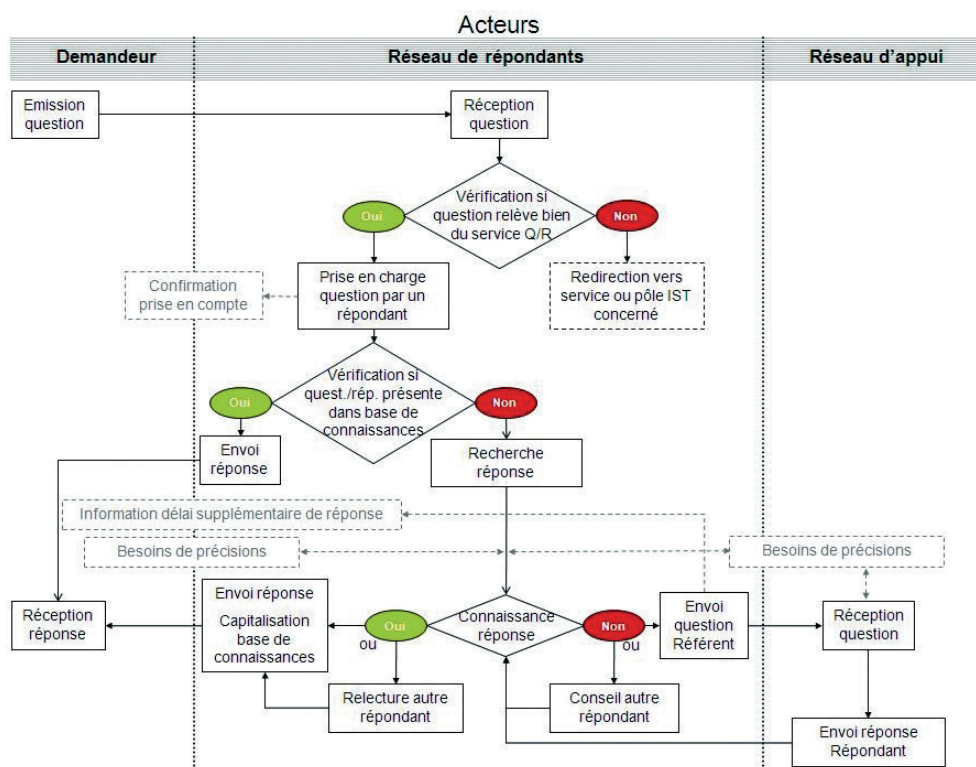 Acteurs
Demandeur
Réseau de répondants
Réseau d'appui
Emission
question
Réception
question
Vérification si
question relève bien
du service Q/R
Oui
Non
Prise en charge
question par un
répondant
Confirmation
prise en compte
Redirection vers
service ou pôle IST
concerné
Vérification si
quest./rép. présente
dans base de
connaissances
Oui
Non
Envoi
réponse
Recherche
réponse
Information délai supplémentaire de réponse
Besoins de précisions
Besoins de précisions
Réception
réponse
Envoi réponse
Capitalisation
base de
connaissances
Oui
ou
Connaissance
réponse
Non
ou
Envoi
question
Référent
Réception
question
Relecture autre
répondant
Conseil autre
répondant
Envoi réponse
Répondant